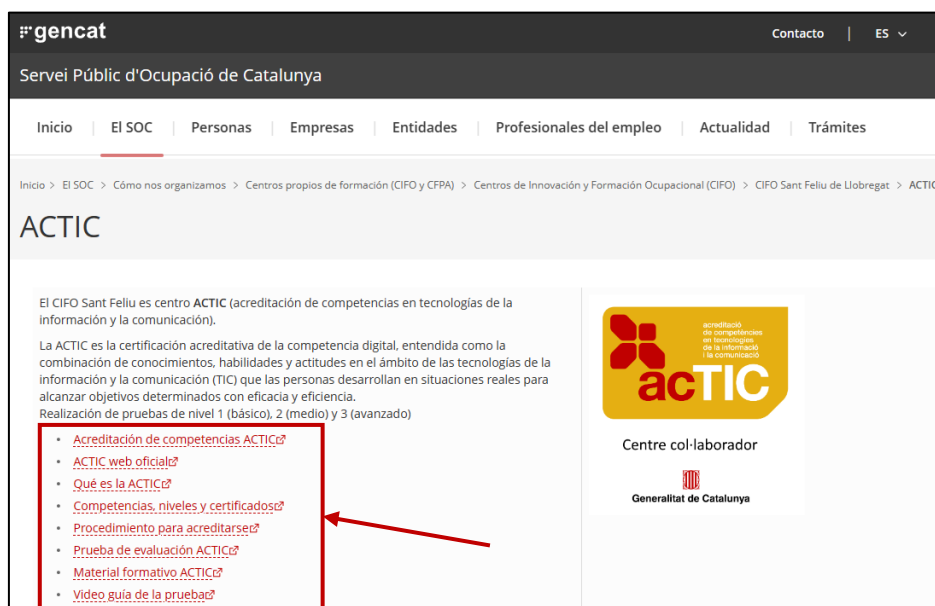 gencat
Contacto | ES
Servei Públic d'Ocupació de Catalunya
Inicio | El SOC | Personas | Empresas | Entidades | Profesionales del empleo | Actualidad | Trámites
Inicio > El SOC > Cómo nos organizamos > Centros propios de formación (CIFO y CFPA) > Centros de Innovación y Formación Ocupacional (CIFO) > CIFO Sant Feliu de Llobregat > ACTIC
ACTIC
El CIFO Sant Feliu es centro ACTIC (acreditación de competencias en tecnologías de la
información y la comunicación).
La ACTIC es la certificación acreditativa de la competencia digital, entendida como la
combinación de conocimientos, habilidades y actitudes en el ámbito de las tecnologías de la
información y la comunicación (TIC) que las personas desarrollan en situaciones reales para
alcanzar objetivos determinados con eficacia y eficiencia.
Realización de pruebas de nivel 1 (básico), 2 (medio) y 3 (avanzado)
• Acreditación de competencias ACTIC
• ACTIC web oficial
• Qué es la ACTIC
• Competencias, niveles y certificados
• Procedimiento para acreditarse
• Prueba de evaluación ACTIC
• Material formativo ACTIC
• Video guía de la prueba
acreditació
de competències
en tecnologies
de la informació
i la comunicació
acTIC
Centre col·laborador
Generalitat de Catalunya